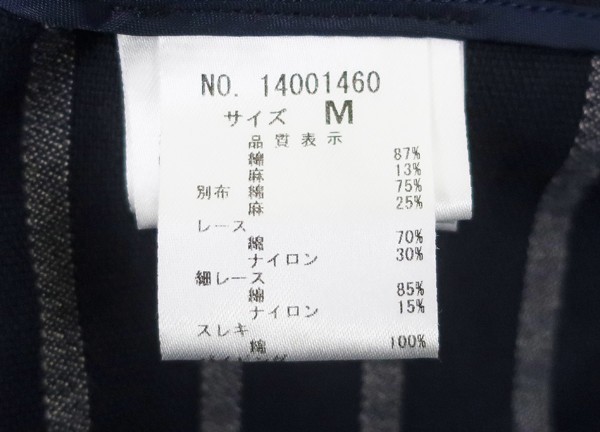 NO. 14001460
サイズ M
品質表示
綿 87%
麻 13%
別布 綿 75%
麻 25%
レース
綿 70%
ナイロン 30%
細レース
綿 85%
ナイロン 15%
スレキ
綿 100%